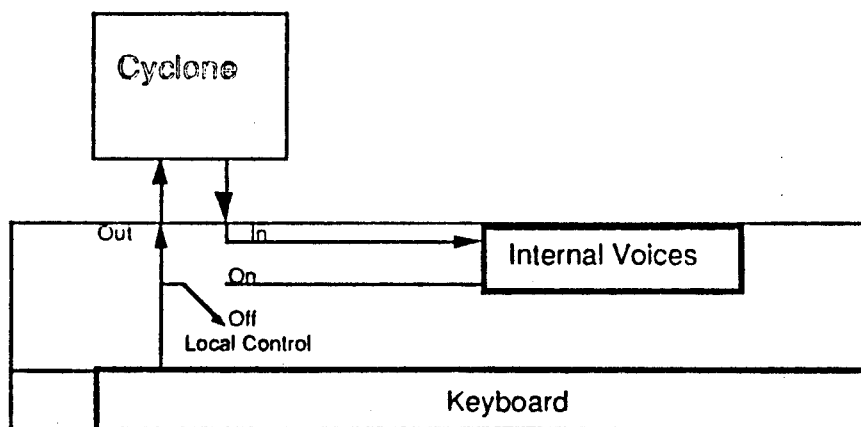 Cyclone
Out
In
Internal Voices
On
Off
Local Control
Keyboard